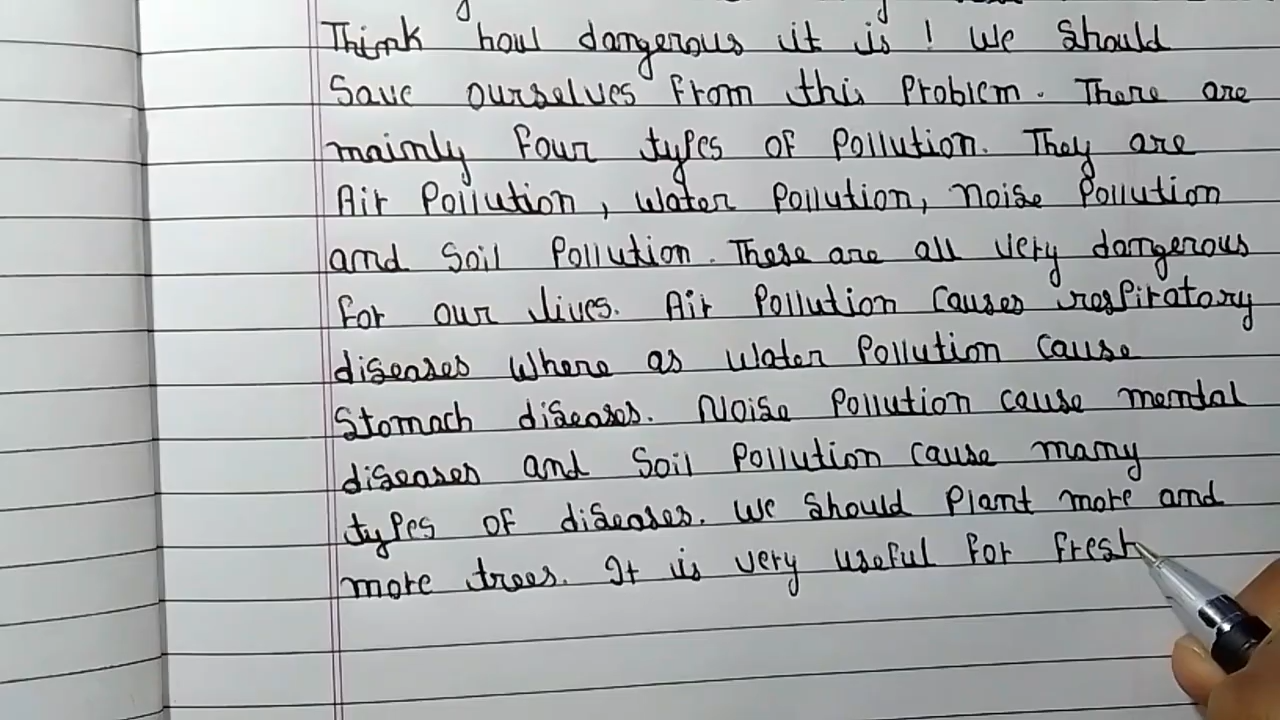 Think how dangerous it is! We should
Save ourselves from this problem. There are
mainly four types of pollution. They are
Air Pollution, Water Pollution, Noise Pollution
and Soil Pollution. These are all very dangerous
for our lives. Air Pollution causes respiratory
diseases where as Water Pollution cause
Stomach diseases. Noise Pollution cause mental
diseases and Soil Pollution cause many
types of diseases. We should Plant more and
more trees. It is very useful for fresh